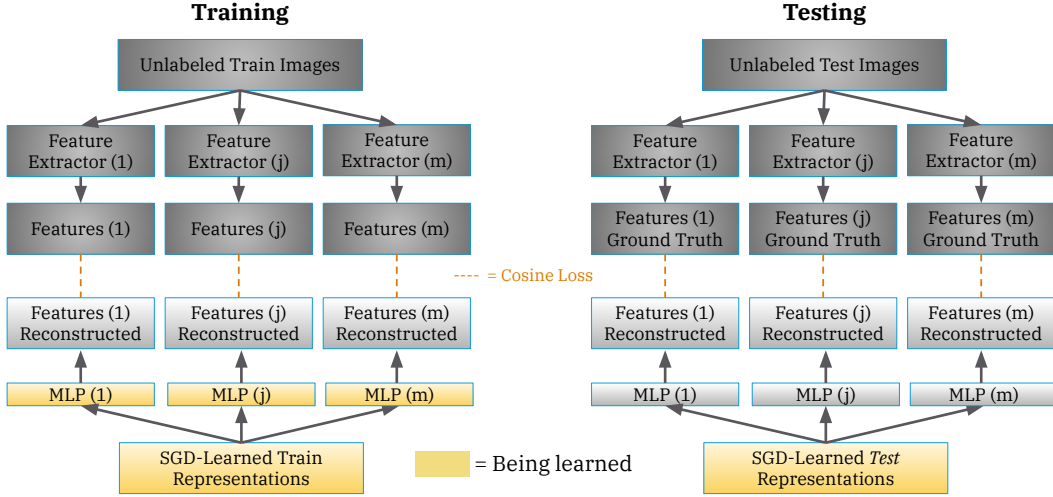 Training
Unlabeled Train Images
Feature
Extractor (1)
Feature
Extractor (j)
Feature
Extractor (m)
Features (1)
Features (j)
Features (m)
Features (1)
Reconstructed
Features (j)
Reconstructed
Features (m)
Reconstructed
MLP (1)
MLP (j)
MLP (m)
SGD-Learned Train
Representations
---- = Cosine Loss
= Being learned
Testing
Unlabeled Test Images
Feature
Extractor (1)
Feature
Extractor (j)
Feature
Extractor (m)
Features (1)
Ground Truth
Features (j)
Ground Truth
Features (m)
Ground Truth
Features (1)
Reconstructed
Features (j)
Reconstructed
Features (m)
Reconstructed
MLP (1)
MLP (j)
MLP (m)
SGD-Learned Test
Representations